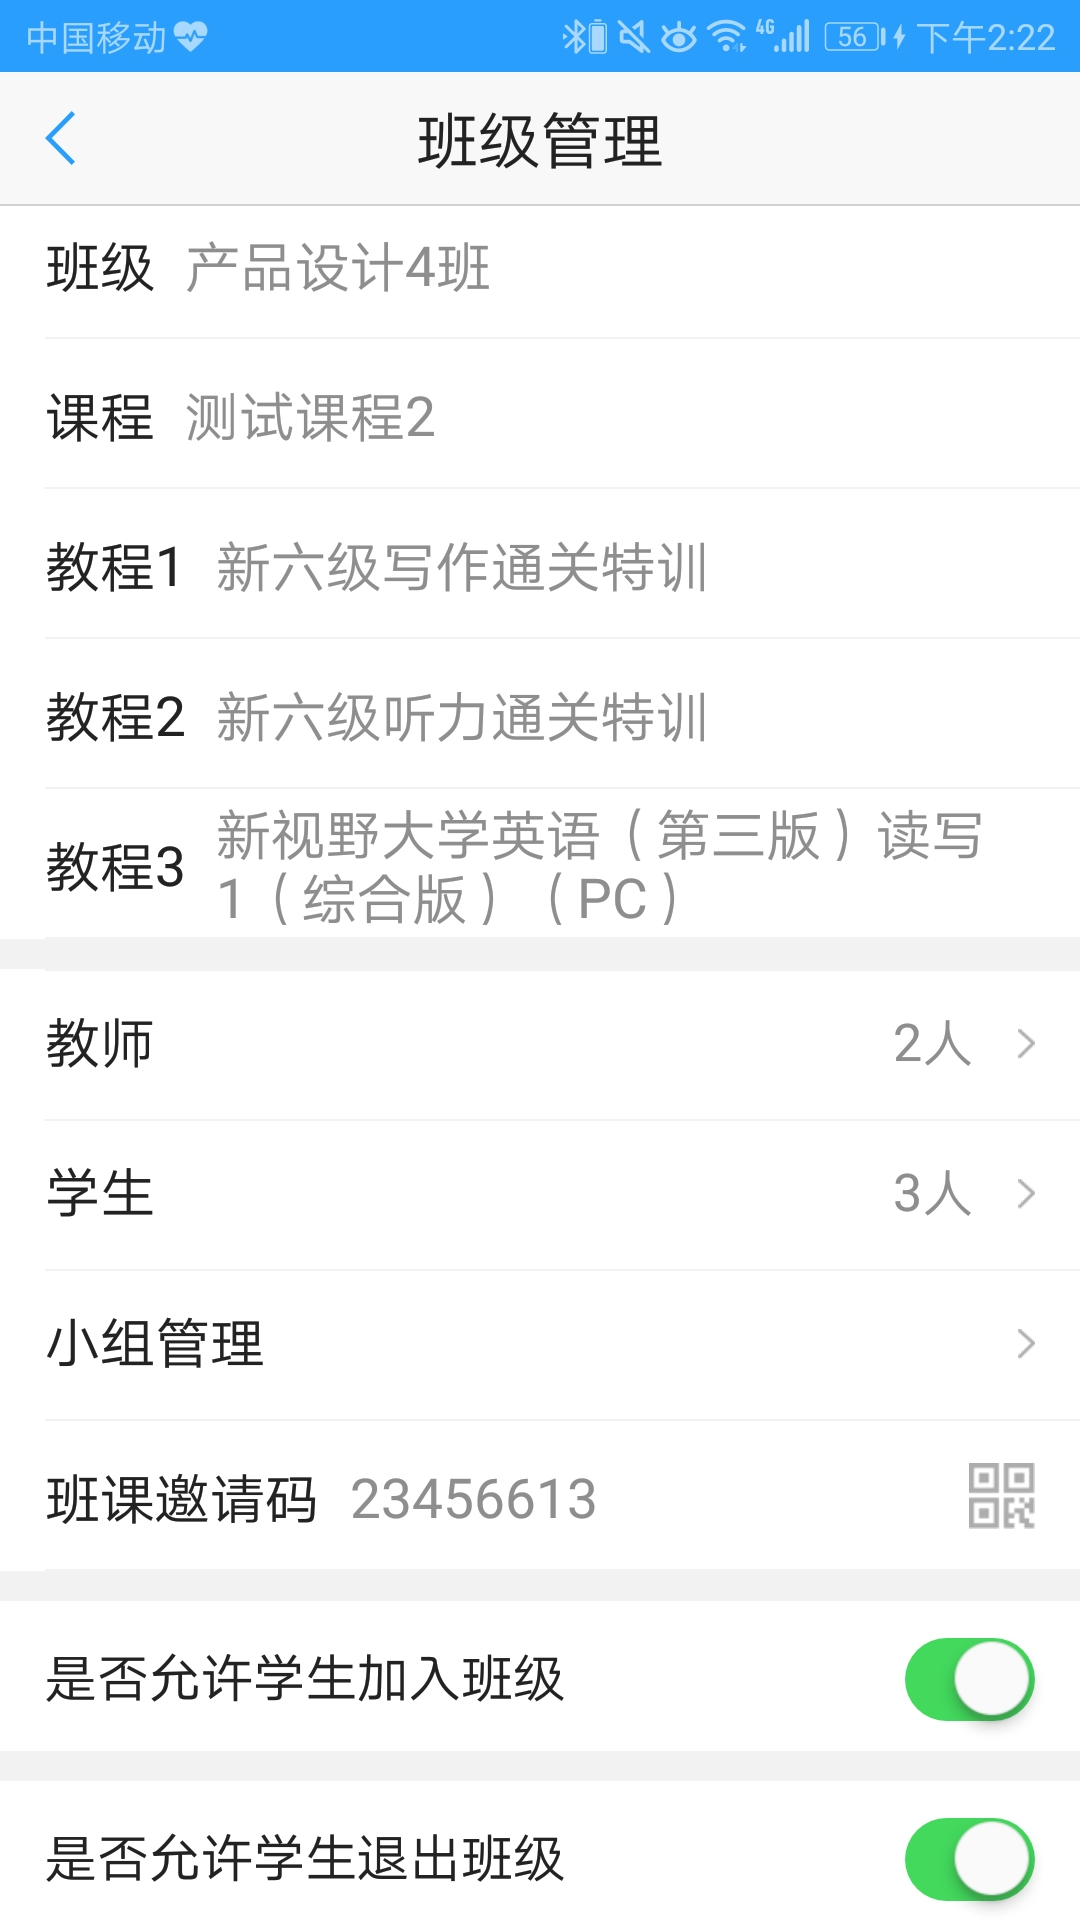 中国移动 4G 56 下午2:22
班级管理
班级 产品设计4班
课程 测试课程2
教程1 新六级写作通关特训
教程2 新六级听力通关特训
教程3 新视野大学英语（第三版）读写
1（综合版）（PC）
教师 2人
学生 3人
小组管理
班课邀请码 23456613
是否允许学生加入班级
是否允许学生退出班级